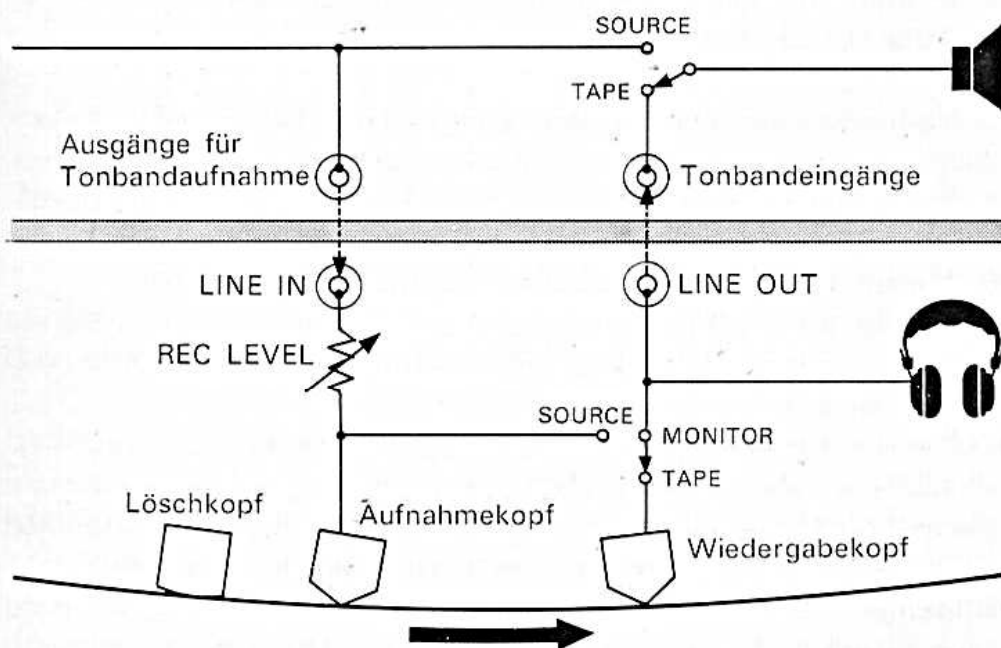 SOURCE
TAPE
Ausgänge für
Tonbandaufnahme
Tonbandeingänge
LINE IN
LINE OUT
REC LEVEL
SOURCE
MONITOR
TAPE
Löschkopf
Aufnahmekopf
Wiedergabekopf